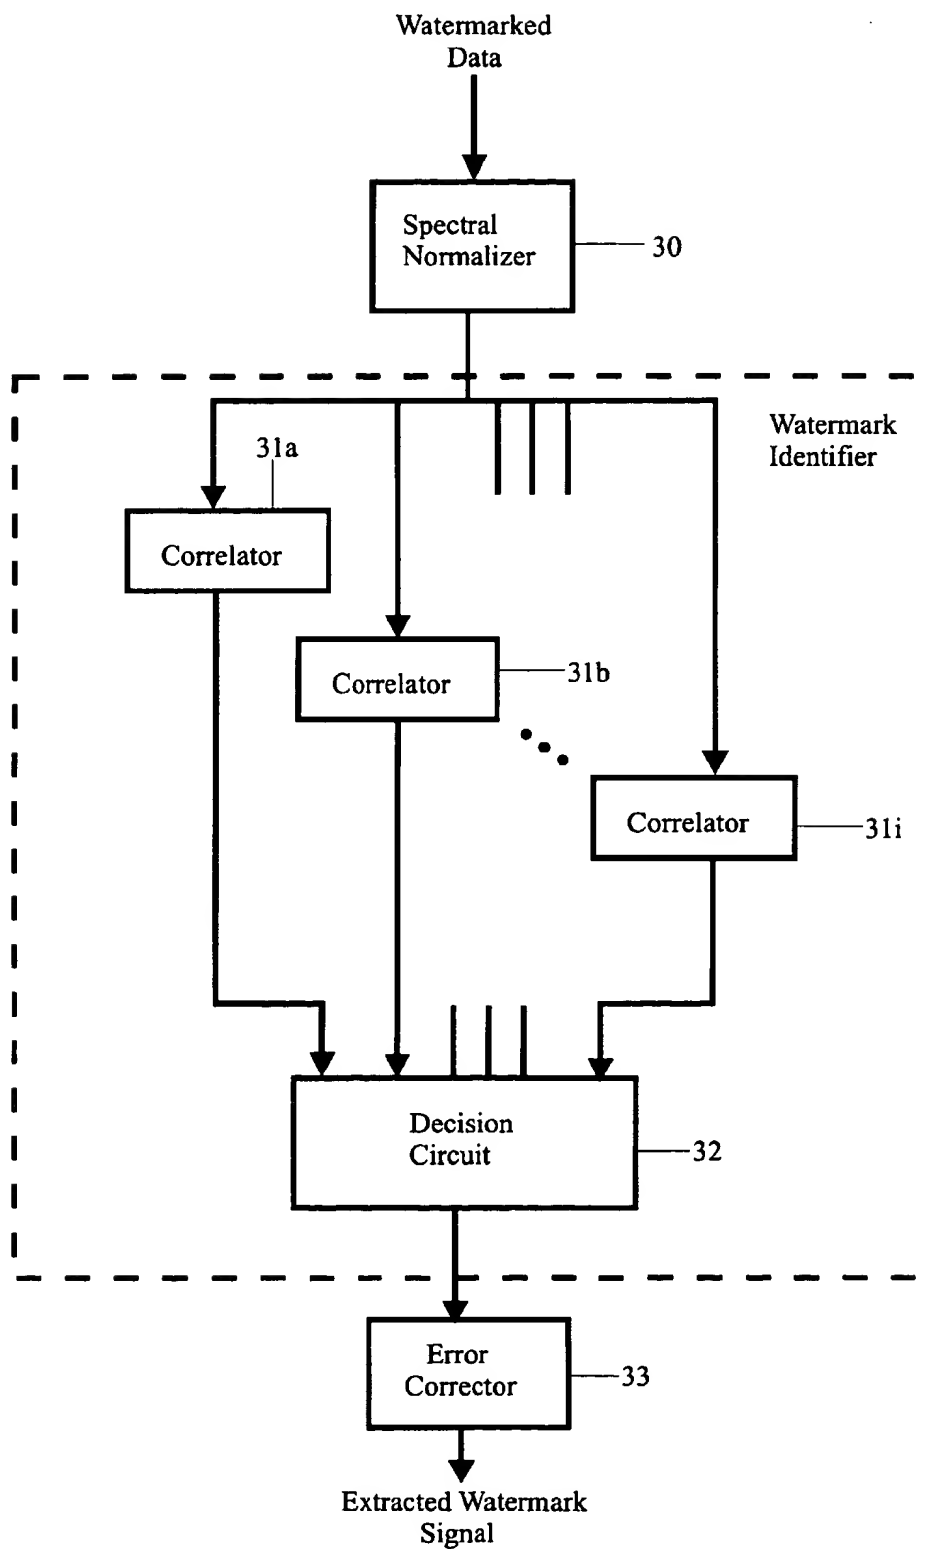 Watermarked
Data
Spectral
Normalizer
30
Watermark
Identifier
31a
Correlator
Correlator
31b
Correlator
31i
Decision
Circuit
32
Error
Corrector
33
Extracted Watermark
Signal